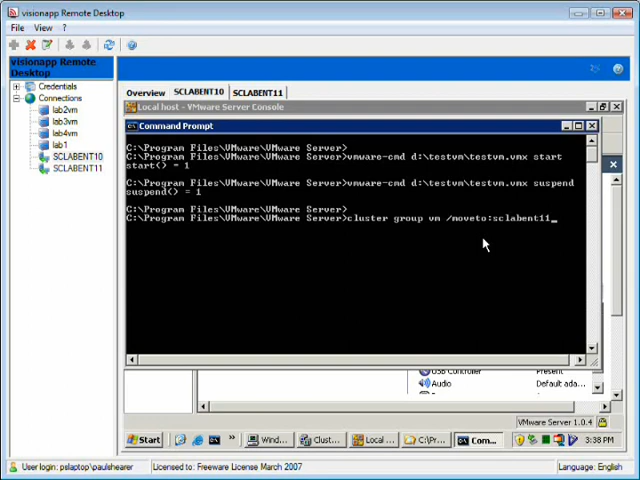 visionapp Remote Desktop
File View ?
visionapp Remote
Desktop
Credentials
Connections
lab2vm
lab3vm
lab4vm
lab1
SCLABENT10
SCLABENT11
Overview SCLABENT10 SCLABENT11
Local host - VMware Server Console
Command Prompt
C:\Program Files\VMware\VMware Server>
C:\Program Files\VMware\VMware Server>vmware-cmd d:\testvm\testvm.vmx start
start() = 1
C:\Program Files\VMware\VMware Server>vmware-cmd d:\testvm\testvm.vmx suspend
suspend() = 1
C:\Program Files\VMware\VMware Server>
C:\Program Files\VMware\VMware Server>cluster group vm /moveto:sclabent11_
USB Controller Present
Audio Default ada...
VMware Server 1.0.4
Start Wind... Clust... Local ... C:\Pr... Com... 3:38 PM
User login: pslaptop\paulshearer Licensed to: Freeware License March 2007 Language: English